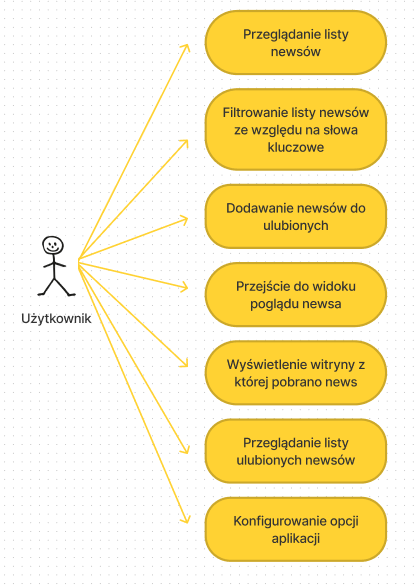 Przeglądanie listy
newsów
Filtrowanie listy newsów
ze względu na słowa
kluczowe
Dodawanie newsów do
ulubionych
Przejście do widoku
poglądu newsa
Użytkownik
Wyświetlenie witryny z
której pobrano news
Przeglądanie listy
ulubionych newsów
Konfigurowanie opcji
aplikacji